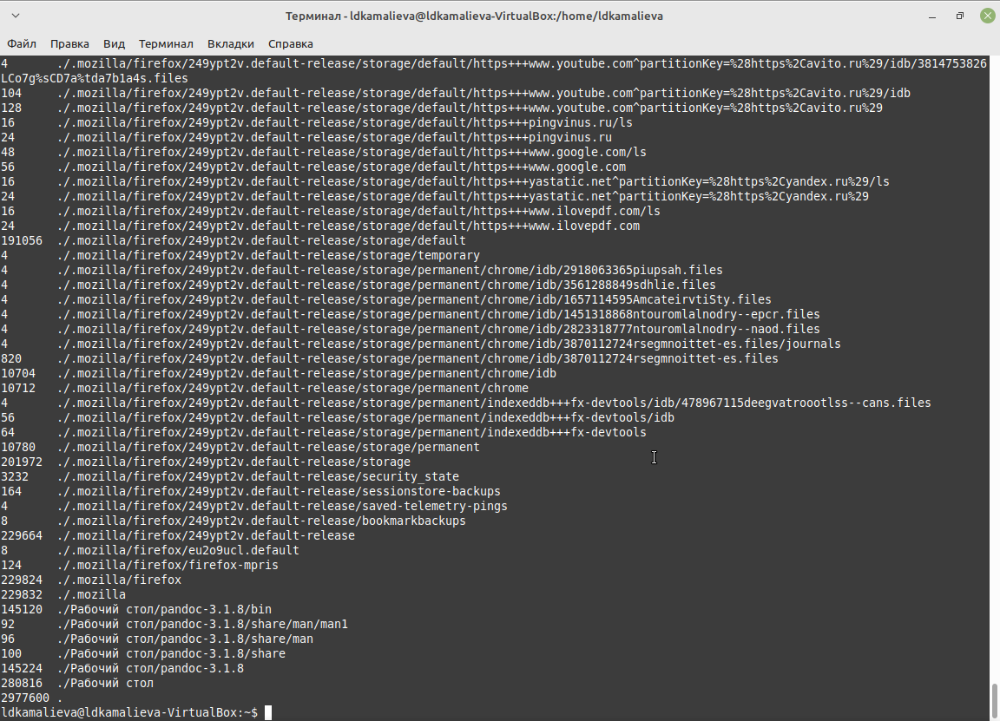 Терминал - ldkamalieva@ldkamalieva-VirtualBox:/home/ldkamalieva
Файл Правка Вид Терминал Вкладки Справка
4 ./.mozilla/firefox/249ypt2v.default-release/storage/default/https+++www.youtube.com^partitionKey=%28https%2Cavito.ru%29/idb/3814753826
LCo7g%sCD7a%tda7b1a4s.files
104 ./.mozilla/firefox/249ypt2v.default-release/storage/default/https+++www.youtube.com^partitionKey=%28https%2Cavito.ru%29/idb
128 ./.mozilla/firefox/249ypt2v.default-release/storage/default/https+++www.youtube.com^partitionKey=%28https%2Cavito.ru%29
16 ./.mozilla/firefox/249ypt2v.default-release/storage/default/https+++pingvinus.ru/ls
24 ./.mozilla/firefox/249ypt2v.default-release/storage/default/https+++pingvinus.ru
48 ./.mozilla/firefox/249ypt2v.default-release/storage/default/https+++www.google.com/ls
56 ./.mozilla/firefox/249ypt2v.default-release/storage/default/https+++www.google.com
16 ./.mozilla/firefox/249ypt2v.default-release/storage/default/https+++yastatic.net^partitionKey=%28https%2Cyandex.ru%29/ls
24 ./.mozilla/firefox/249ypt2v.default-release/storage/default/https+++yastatic.net^partitionKey=%28https%2Cyandex.ru%29
16 ./.mozilla/firefox/249ypt2v.default-release/storage/default/https+++www.ilovepdf.com/ls
24 ./.mozilla/firefox/249ypt2v.default-release/storage/default/https+++www.ilovepdf.com
191056 ./.mozilla/firefox/249ypt2v.default-release/storage/default
4 ./.mozilla/firefox/249ypt2v.default-release/storage/temporary
4 ./.mozilla/firefox/249ypt2v.default-release/storage/permanent/chrome/idb/2918063365piupsah.files
4 ./.mozilla/firefox/249ypt2v.default-release/storage/permanent/chrome/idb/3561288849sdhlie.files
4 ./.mozilla/firefox/249ypt2v.default-release/storage/permanent/chrome/idb/1657114595AmcateirvtiSty.files
4 ./.mozilla/firefox/249ypt2v.default-release/storage/permanent/chrome/idb/1451318868ntouromlalnodry--epcr.files
4 ./.mozilla/firefox/249ypt2v.default-release/storage/permanent/chrome/idb/2823318777ntouromlalnodry--naod.files
4 ./.mozilla/firefox/249ypt2v.default-release/storage/permanent/chrome/idb/3870112724rsegmnoittet-es.files/journals
820 ./.mozilla/firefox/249ypt2v.default-release/storage/permanent/chrome/idb/3870112724rsegmnoittet-es.files
10704 ./.mozilla/firefox/249ypt2v.default-release/storage/permanent/chrome/idb
10712 ./.mozilla/firefox/249ypt2v.default-release/storage/permanent/chrome
4 ./.mozilla/firefox/249ypt2v.default-release/storage/permanent/indexeddb+++fx-devtools/idb/478967115deegvatroootlss--cans.files
56 ./.mozilla/firefox/249ypt2v.default-release/storage/permanent/indexeddb+++fx-devtools/idb
64 ./.mozilla/firefox/249ypt2v.default-release/storage/permanent/indexeddb+++fx-devtools
10780 ./.mozilla/firefox/249ypt2v.default-release/storage/permanent
201972 ./.mozilla/firefox/249ypt2v.default-release/storage
3232 ./.mozilla/firefox/249ypt2v.default-release/security_state
164 ./.mozilla/firefox/249ypt2v.default-release/sessionstore-backups
4 ./.mozilla/firefox/249ypt2v.default-release/saved-telemetry-pings
8 ./.mozilla/firefox/249ypt2v.default-release/bookmarkbackups
229664 ./.mozilla/firefox/249ypt2v.default-release
8 ./.mozilla/firefox/eu2o9ucl.default
124 ./.mozilla/firefox/firefox-mpris
229824 ./.mozilla/firefox
229832 ./.mozilla
145120 ./Рабочий стол/pandoc-3.1.8/bin
92 ./Рабочий стол/pandoc-3.1.8/share/man/man1
96 ./Рабочий стол/pandoc-3.1.8/share/man
100 ./Рабочий стол/pandoc-3.1.8/share
145224 ./Рабочий стол/pandoc-3.1.8
280816 ./Рабочий стол
2977600 .
ldkamalieva@ldkamalieva-VirtualBox:~$